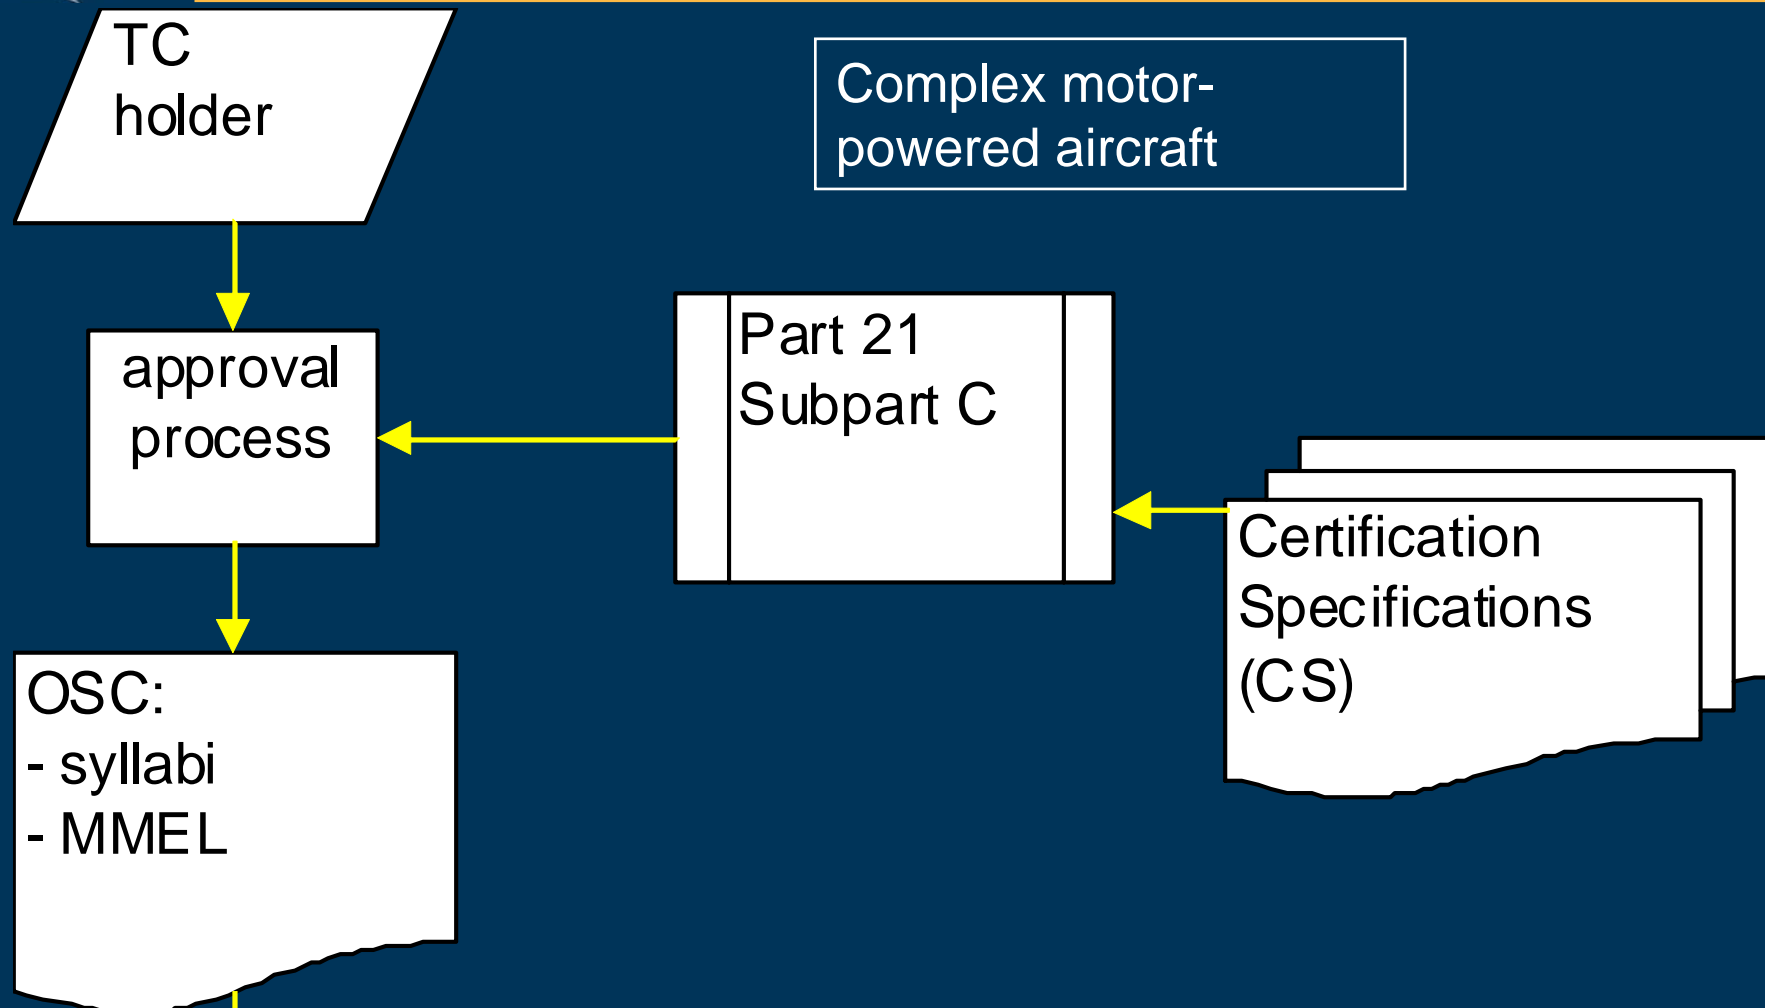 TC
holder
Complex motor-
powered aircraft
approval
process
Part 21
Subpart C
Certification
Specifications
(CS)
OSC:
- syllabi
- MMEL